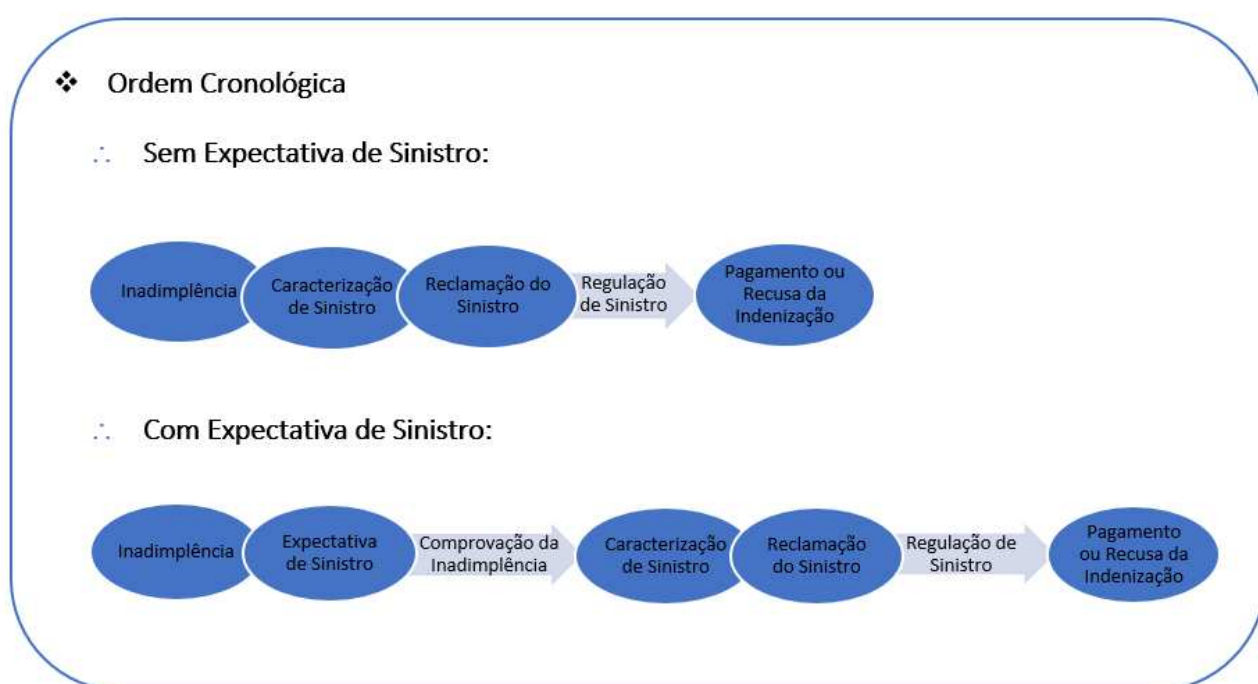 ❖ Ordem Cronológica
∴ Sem Expectativa de Sinistro:
Inadimplência
Caracterização
de Sinistro
Reclamação do
Sinistro
Regulação
de Sinistro
Pagamento ou
Recusa da
Indenização
∴ Com Expectativa de Sinistro:
Inadimplência
Expectativa
de Sinistro
Comprovação da
Inadimplência
Caracterização
de Sinistro
Reclamação
do Sinistro
Regulação de
Sinistro
Pagamento
ou Recusa da
Indenização